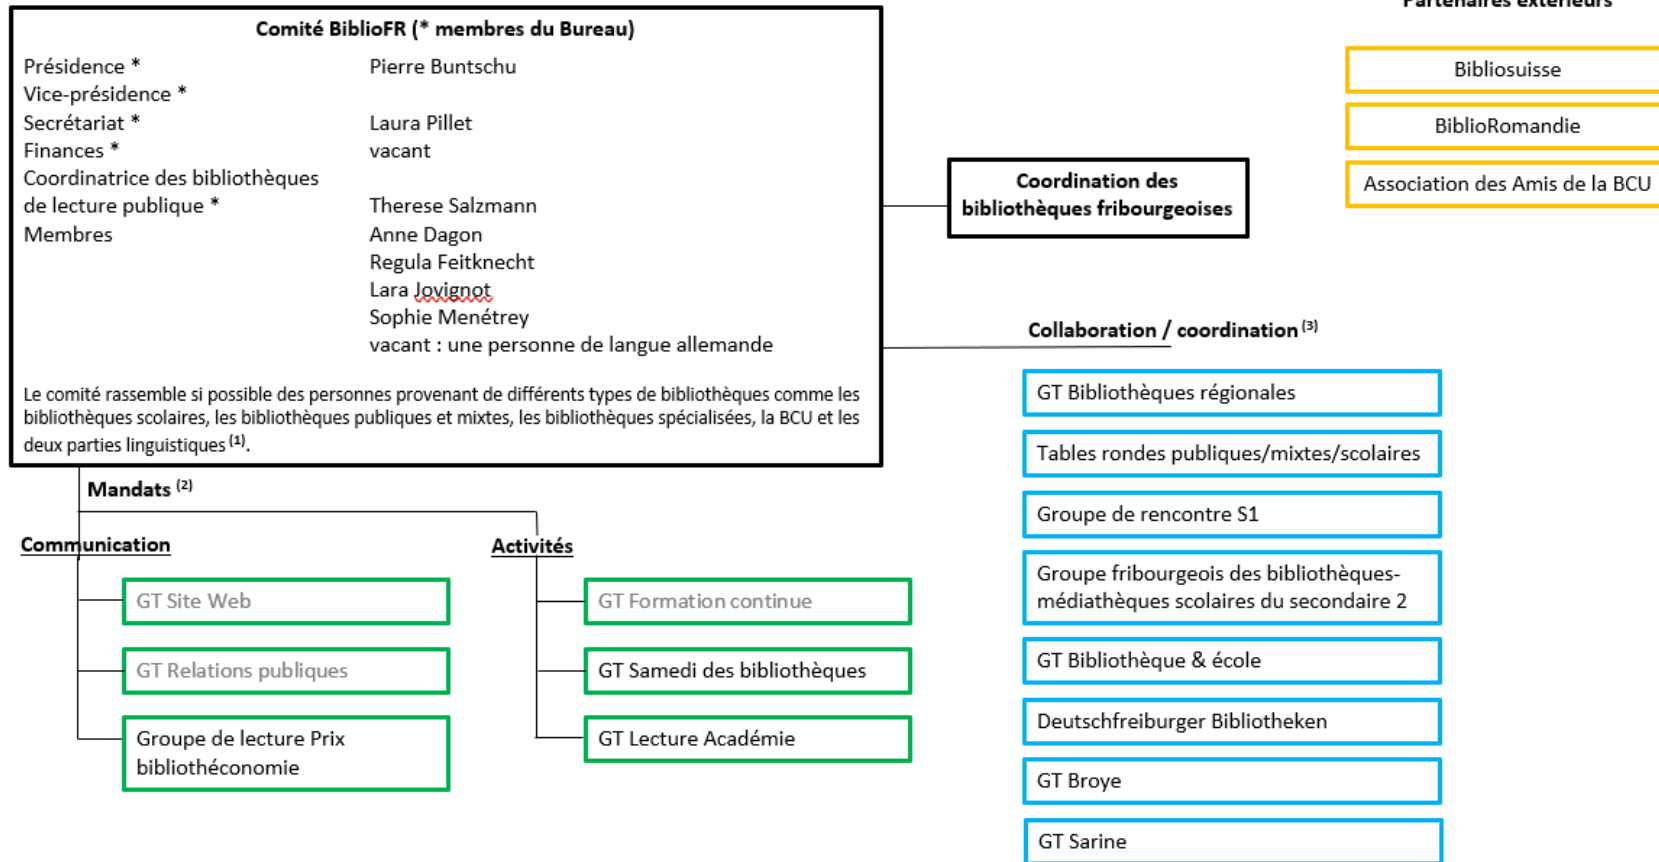 Comité BiblioFR (* membres du Bureau)
Présidence * Pierre Buntschu
Vice-présidence *
Secrétariat * Laura Pillet
Finances * vacant
Coordinatrice des bibliothèques
de lecture publique * Therese Salzmann
Membres Anne Dagon
Regula Feitknecht
Lara Jovignot
Sophie Menétrey
vacant : une personne de langue allemande
Le comité rassemble si possible des personnes provenant de différents types de bibliothèques comme les
bibliothèques scolaires, les bibliothèques publiques et mixtes, les bibliothèques spécialisées, la BCU et les
deux parties linguistiques (1).
Coordination des
bibliothèques fribourgeoises
Partenaires extérieurs
Bibliosuisse
BiblioRomandie
Association des Amis de la BCU
Mandats (2)
Communication
GT Site Web
GT Relations publiques
Groupe de lecture Prix
bibliothéconomie
Activités
GT Formation continue
GT Samedi des bibliothèques
GT Lecture Académie
Collaboration / coordination (3)
GT Bibliothèques régionales
Tables rondes publiques/mixtes/scolaires
Groupe de rencontre S1
Groupe fribourgeois des bibliothèques-
médiathèques scolaires du secondaire 2
GT Bibliothèque & école
Deutschfreiburger Bibliotheken
GT Broye
GT Sarine